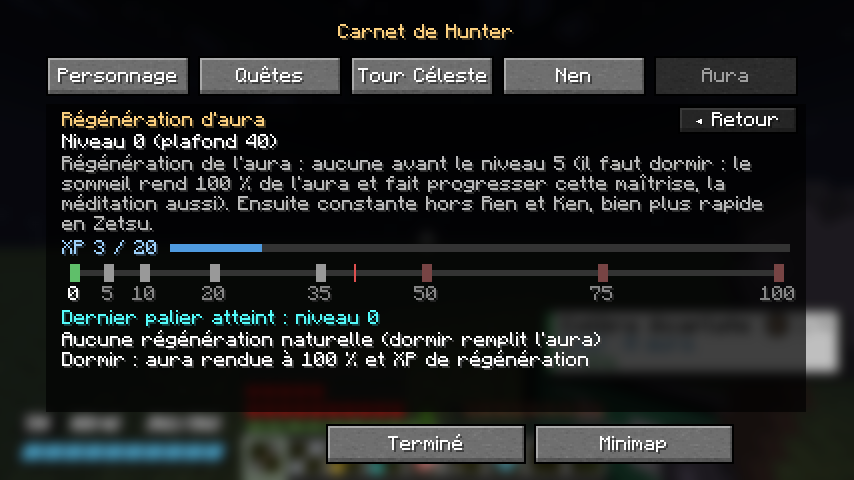 Carnet de Hunter
Personnage
Quêtes
Tour Céleste
Nen
Aura
Régénération d'aura
◂ Retour
Niveau 0 (plafond 40)
Régénération de l'aura : aucune avant le niveau 5 (il faut dormir : le
sommeil rend 100 % de l'aura et fait progresser cette maîtrise, la
méditation aussi). Ensuite constante hors Ren et Ken, bien plus rapide
en Zetsu.
XP 3 / 20
0 5 10 20 35 50 75 100
Dernier palier atteint : niveau 0
Aucune régénération naturelle (dormir remplit l'aura)
Dormir : aura rendue à 100 % et XP de régénération
Terminé
Minimap